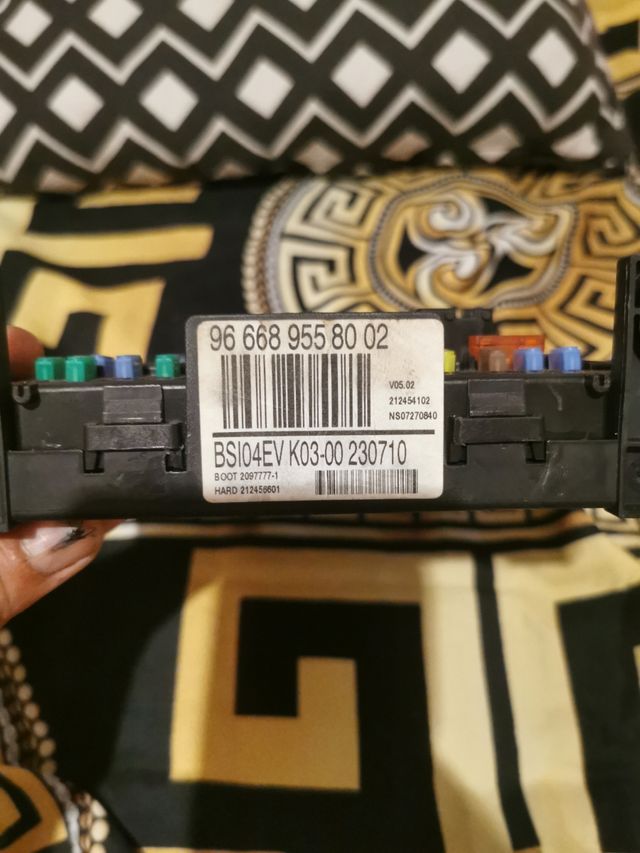 96 668 955 80 02
V05.02
212454102
NS07270840
BSI04EV K03-00 230710
BOOT 2097777-1
HARD 212456601